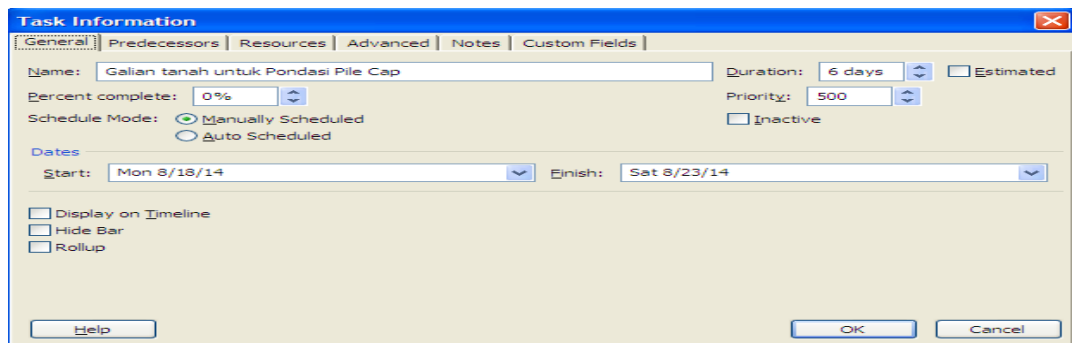 Task Information
General Predecessors Resources Advanced Notes Custom Fields
Name: Galian tanah untuk Pondasi Pile Cap Duration: 6 days Estimated
Percent complete: 0% Priority: 500
Schedule Mode: Manually Scheduled Inactive
Auto Scheduled
Dates
Start: Mon 8/18/14 Finish: Sat 8/23/14
Display on Timeline
Hide Bar
Rollup
Help OK Cancel